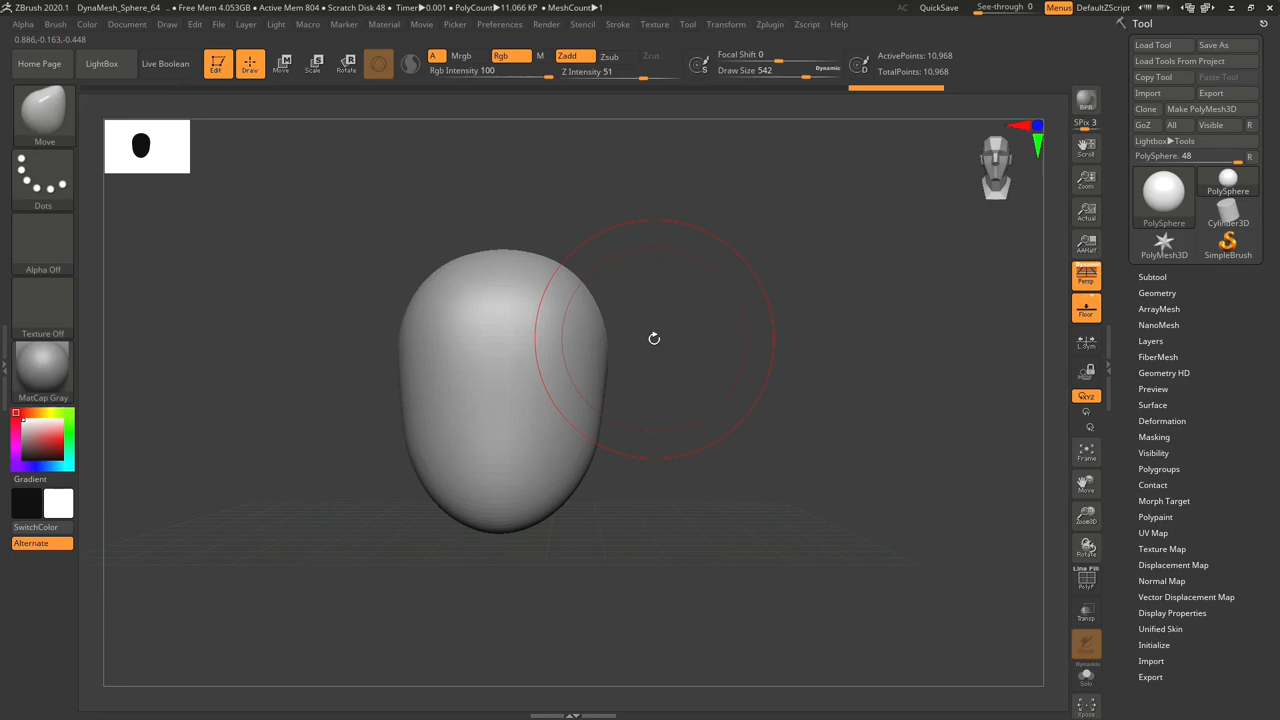 ZBrush 2020.1 DynaMesh_Sphere_64 .. • Free Mem 4.053GB • Active Mem 804 • Scratch Disk 48 • Timer▶0.001 • PolyCount▶11.066 KP • MeshCount▶1 AC QuickSave See-through 0 Menus DefaultZScript
Alpha Brush Color Document Draw Edit File Layer Light Macro Marker Material Movie Picker Preferences Render Stencil Stroke Texture Tool Transform Zplugin Zscript Help
0.886,-0.163,-0.448
Home Page LightBox Live Boolean Edit Draw Move Scale Rotate
A Mrgb Rgb M Zadd Zsub Zcut
Rgb Intensity 100 Z Intensity 51
S Focal Shift 0
Draw Size 542 Dynamic
D ActivePoints: 10,968
TotalPoints: 10,968
Move
Dots
Alpha Off
Texture Off
MatCap Gray
Gradient
SwitchColor
Alternate
BPR
SPix 3
Scroll
Zoom
Actual
AAHalf
Dynamic
Persp
Floor
L.Sym
XYZ
Frame
Move
Zoom3D
Rotate
Line Fill
PolyF
Transp
Dynamic
Solo
Xpose
Tool
Load Tool Save As
Load Tools From Project
Copy Tool Paste Tool
Import Export
Clone Make PolyMesh3D
GoZ All Visible R
Lightbox▶Tools
PolySphere. 48 R
PolySphere PolySphere
Cylinder3D
PolyMesh3D SimpleBrush
Subtool
Geometry
ArrayMesh
NanoMesh
Layers
FiberMesh
Geometry HD
Preview
Surface
Deformation
Masking
Visibility
Polygroups
Contact
Morph Target
Polypaint
UV Map
Texture Map
Displacement Map
Normal Map
Vector Displacement Map
Display Properties
Unified Skin
Initialize
Import
Export